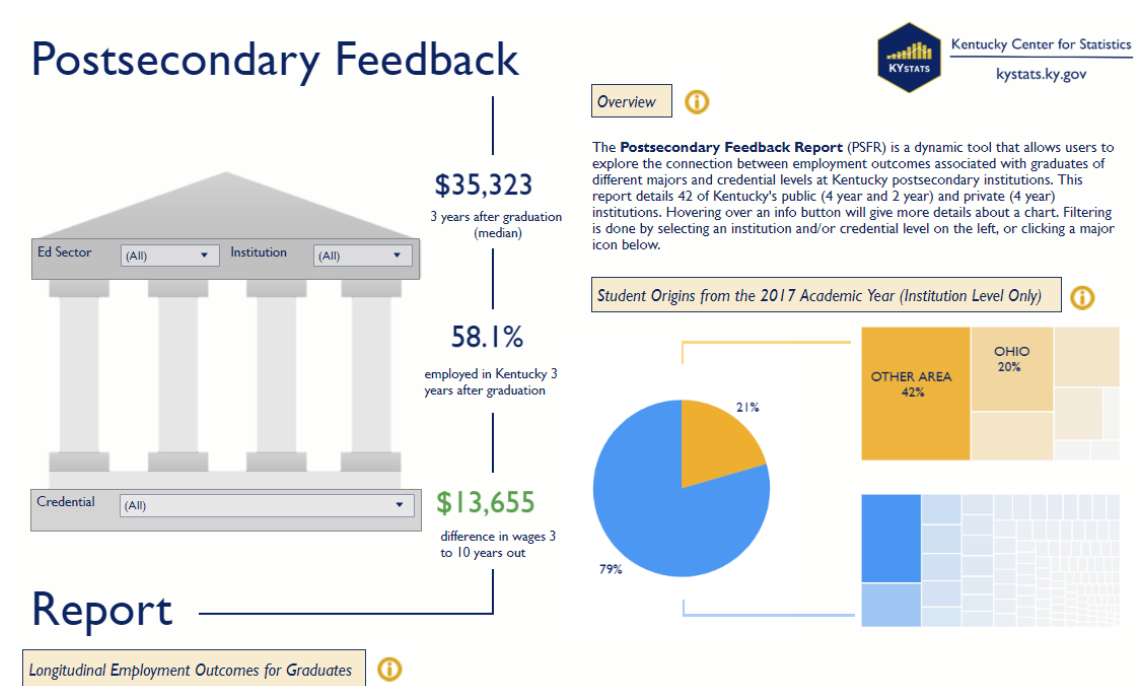 Postsecondary Feedback
KYSTATS
Kentucky Center for Statistics
kystats.ky.gov
Overview
The Postsecondary Feedback Report (PSFR) is a dynamic tool that allows users to
explore the connection between employment outcomes associated with graduates of
different majors and credential levels at Kentucky postsecondary institutions. This
report details 42 of Kentucky's public (4 year and 2 year) and private (4 year)
institutions. Hovering over an info button will give more details about a chart. Filtering
is done by selecting an institution and/or credential level on the left, or clicking a major
icon below.
$35,323
3 years after graduation
(median)
Ed Sector
(All)
Institution
(All)
58.1%
employed in Kentucky 3
years after graduation
Credential
(All)
$13,655
difference in wages 3
to 10 years out
Student Origins from the 2017 Academic Year (Institution Level Only)
21%
79%
OTHER AREA
42%
OHIO
20%
Report
Longitudinal Employment Outcomes for Graduates